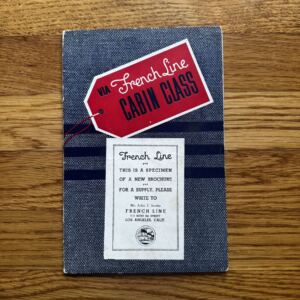 VIA French Line
CABIN CLASS
French Line
THIS IS A SPECIMEN
OF A NEW BROCHURE
FOR A SUPPLY, PLEASE
WRITE TO
FRENCH LINE
LOS ANGELES, CALIF.